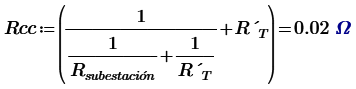 Rcc := ( 1 / ( 1 / R_subestación + 1 / R´_T ) + R´_T ) = 0.02 Ω